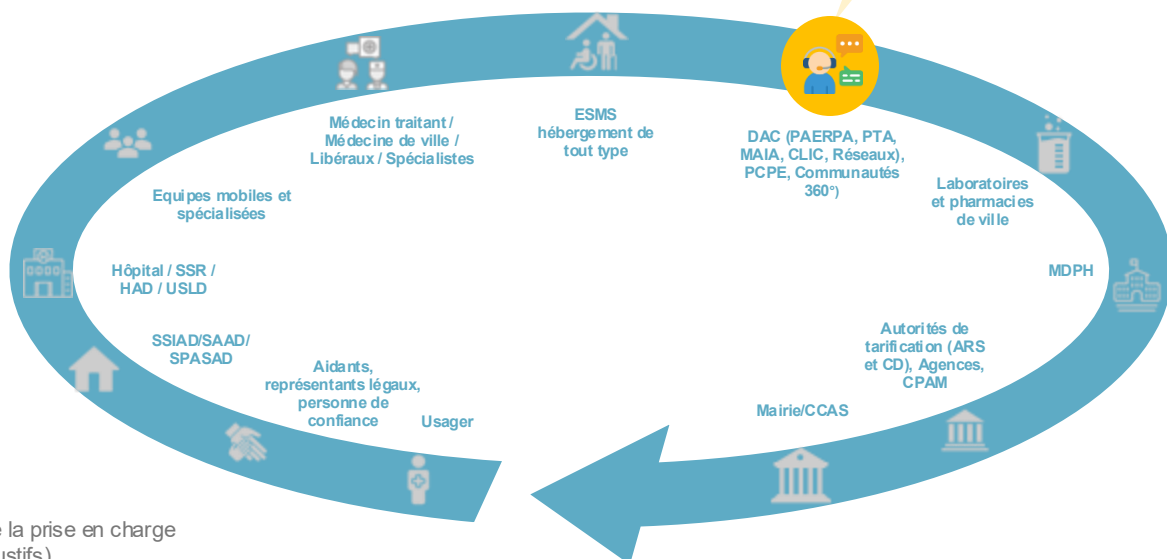 Médecin traitant /
Médecine de ville /
Libéraux / Spécialistes
ESMS
hébergement de
tout type
DAC (PAERPA, PTA,
MAIA, CLIC, Réseaux),
PCPE, Communautés
360°)
Equipes mobiles et
spécialisées
Laboratoires
et pharmacies
de ville
Hôpital / SSR /
HAD / USLD
MDPH
SSIAD/SAAD/
SPASAD
Autorités de
tarification (ARS
et CD), Agences,
CPAM
Aidants,
représentants légaux,
personne de
confiance
Usager
Mairie/CCAS
la prise en charge